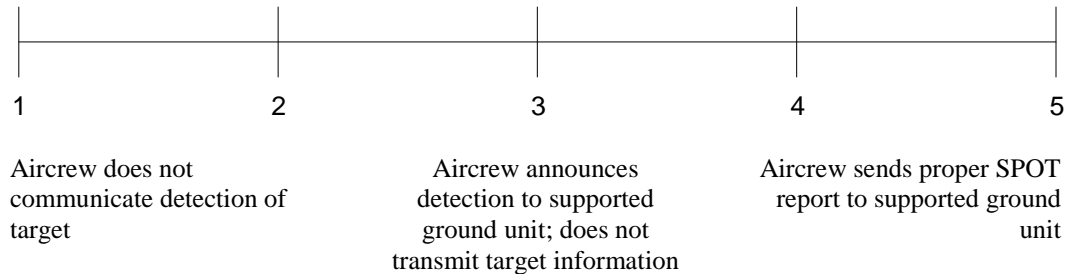 1 2 3 4 5
Aircrew does not
communicate detection of
target
Aircrew announces
detection to supported
ground unit; does not
transmit target information
Aircrew sends proper SPOT
report to supported ground
unit